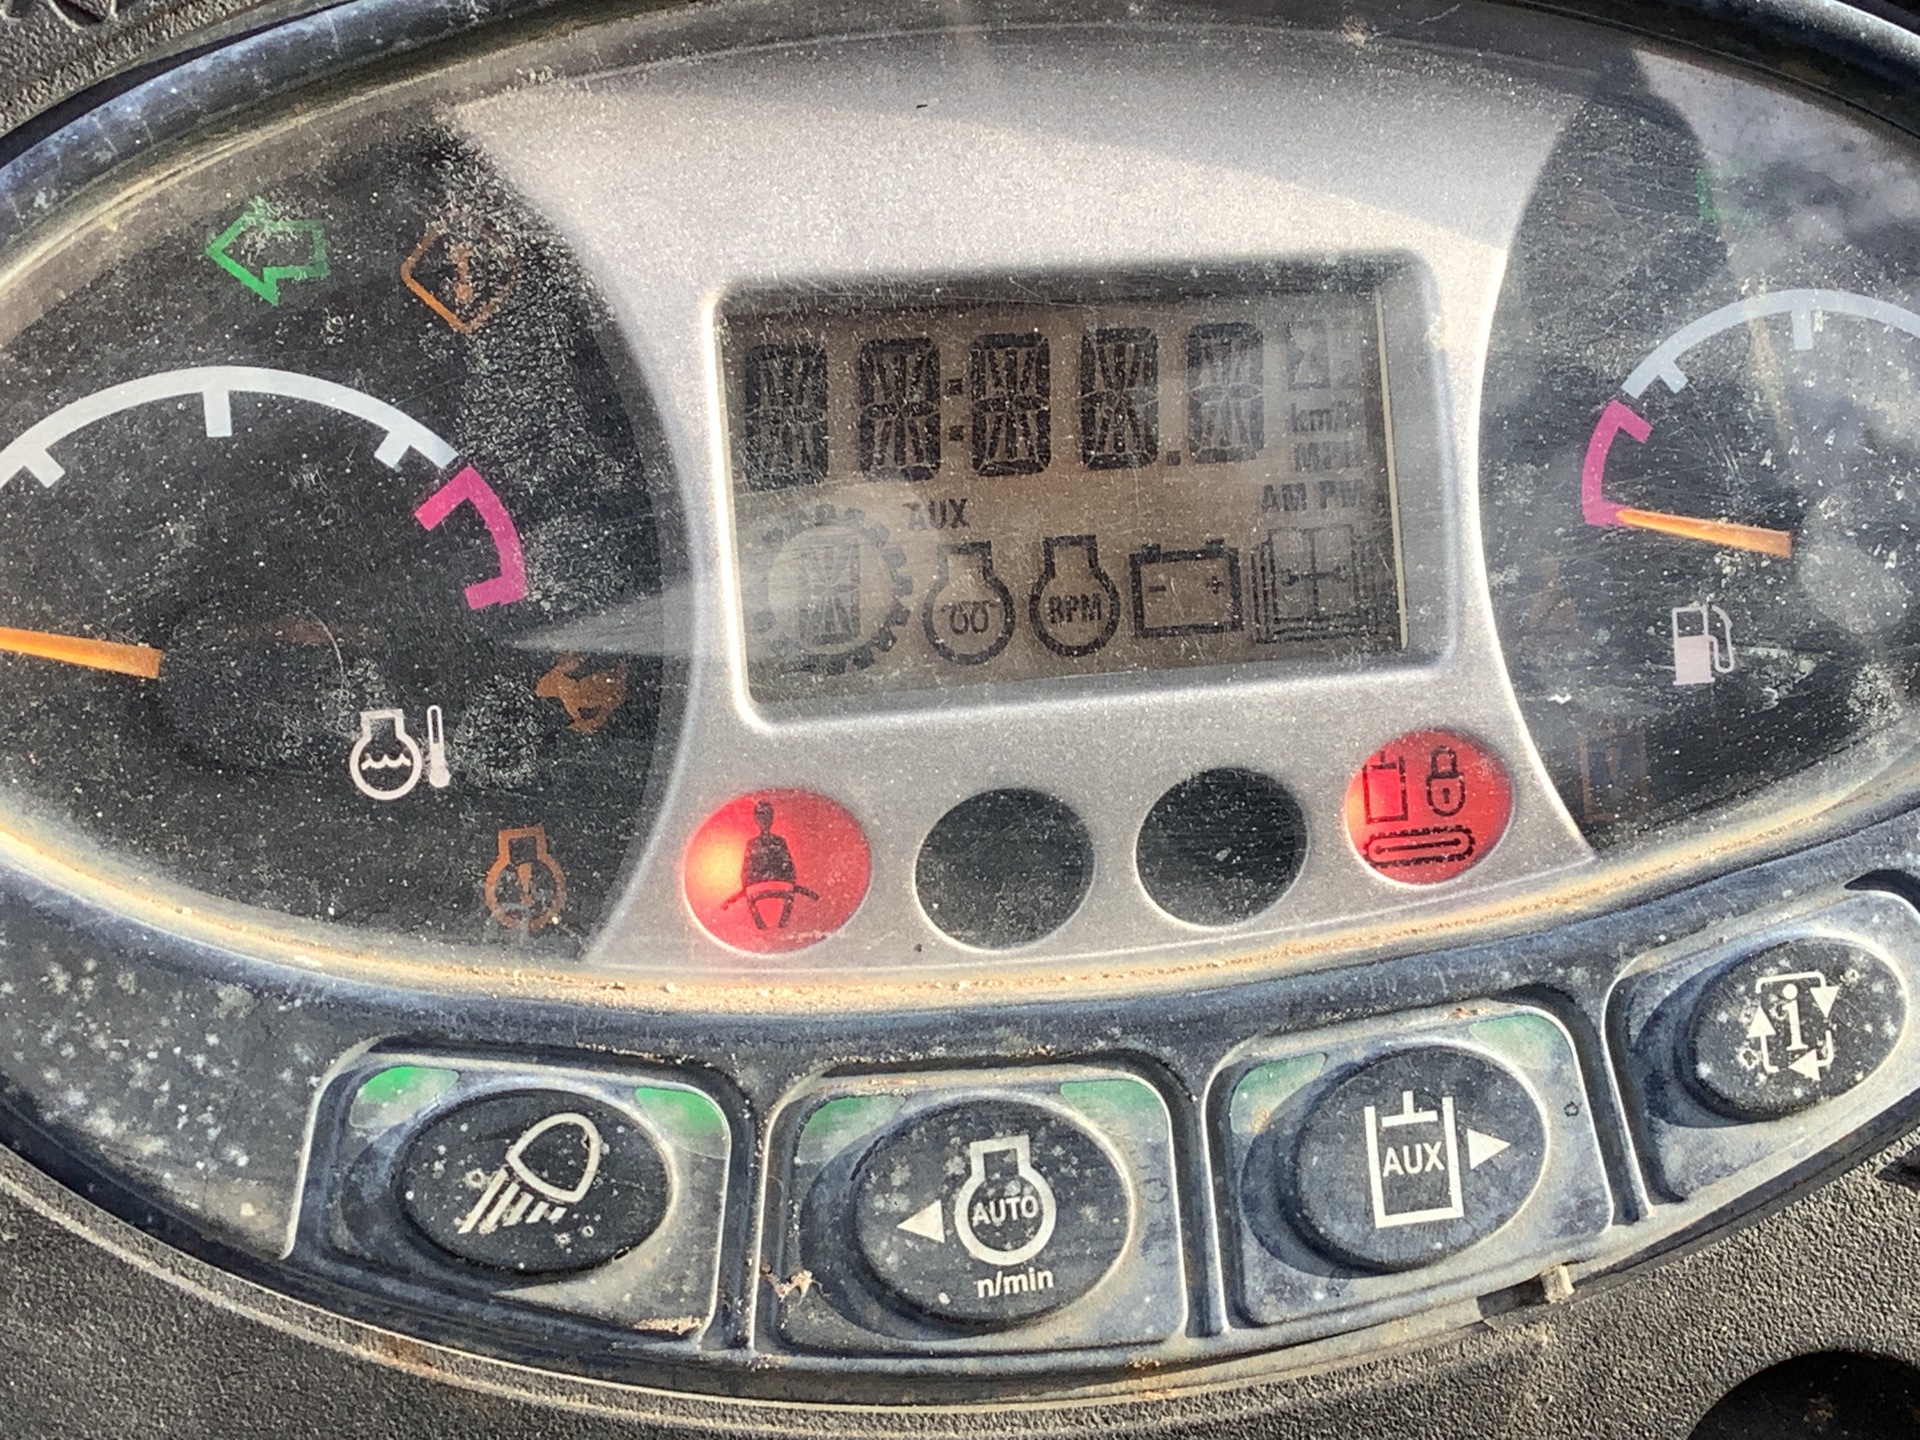 km/h
MPH
AM PM
AUX
RPM
- +
AUTO
n/min
AUX
i